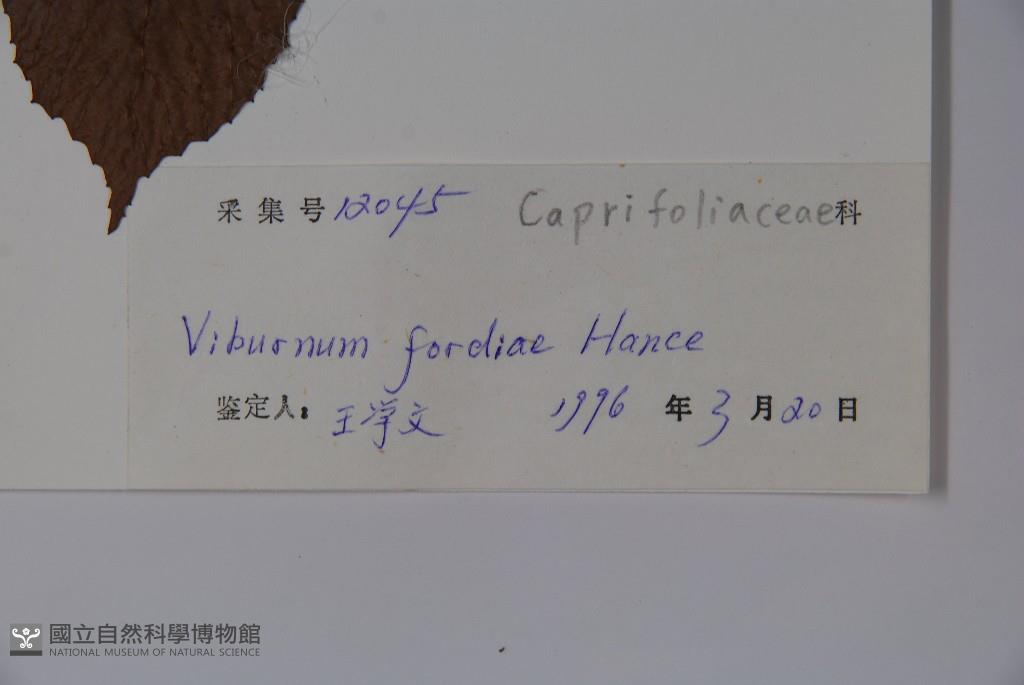 采集号 12045 Caprifoliaceae科
Viburnum fordiae Hance
鉴定人: 王学文 1996 年 3 月 20 日
國立自然科學博物館
NATIONAL MUSEUM OF NATURAL SCIENCE